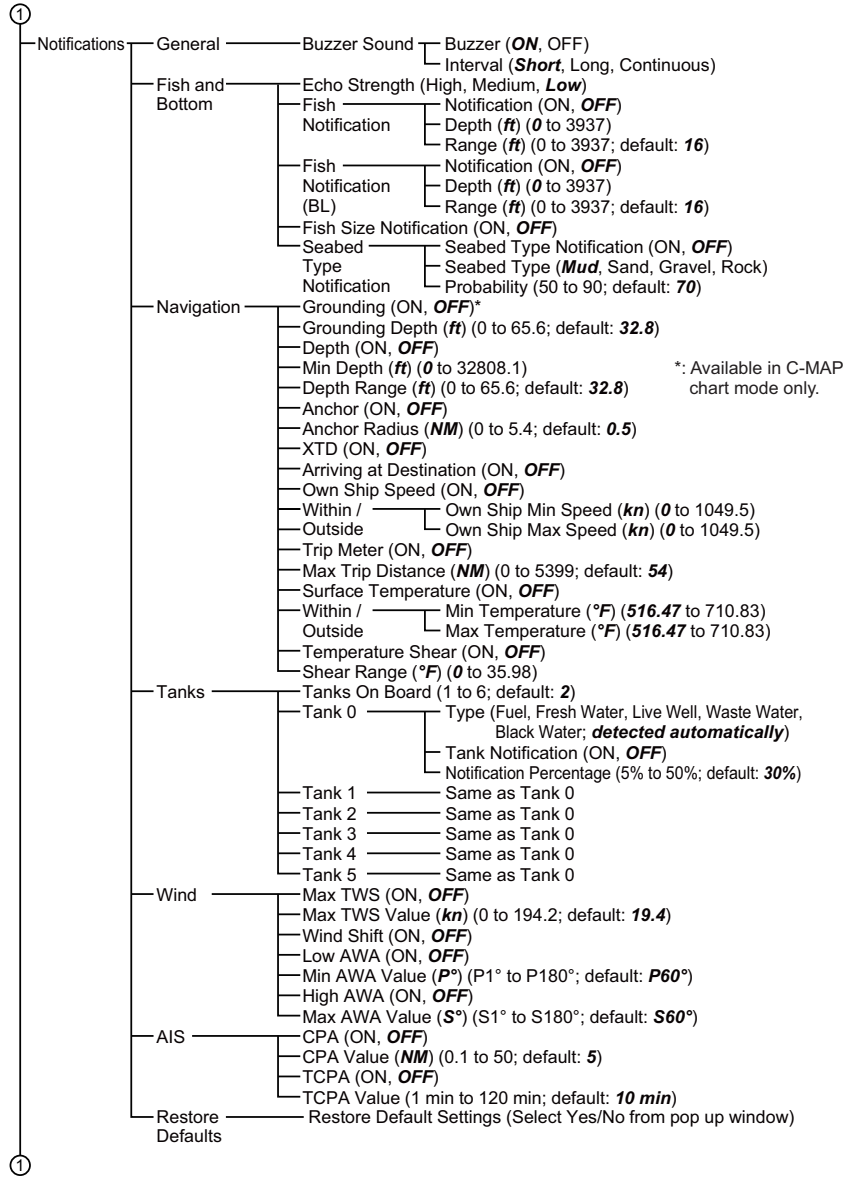 ①
Notifications General Buzzer Sound Buzzer (ON, OFF)
Interval (Short, Long, Continuous)
Fish and Echo Strength (High, Medium, Low)
Bottom Fish Notification (ON, OFF)
Notification Depth (ft) (0 to 3937)
Range (ft) (0 to 3937; default: 16)
Fish Notification (ON, OFF)
Notification Depth (ft) (0 to 3937)
(BL) Range (ft) (0 to 3937; default: 16)
Fish Size Notification (ON, OFF)
Seabed Seabed Type Notification (ON, OFF)
Type Seabed Type (Mud, Sand, Gravel, Rock)
Notification Probability (50 to 90; default: 70)
Navigation Grounding (ON, OFF)*
Grounding Depth (ft) (0 to 65.6; default: 32.8)
Depth (ON, OFF)
Min Depth (ft) (0 to 32808.1) *: Available in C-MAP
Depth Range (ft) (0 to 65.6; default: 32.8) chart mode only.
Anchor (ON, OFF)
Anchor Radius (NM) (0 to 5.4; default: 0.5)
XTD (ON, OFF)
Arriving at Destination (ON, OFF)
Own Ship Speed (ON, OFF)
Within / Own Ship Min Speed (kn) (0 to 1049.5)
Outside Own Ship Max Speed (kn) (0 to 1049.5)
Trip Meter (ON, OFF)
Max Trip Distance (NM) (0 to 5399; default: 54)
Surface Temperature (ON, OFF)
Within / Min Temperature (°F) (516.47 to 710.83)
Outside Max Temperature (°F) (516.47 to 710.83)
Temperature Shear (ON, OFF)
Shear Range (°F) (0 to 35.98)
Tanks Tanks On Board (1 to 6; default: 2)
Tank 0 Type (Fuel, Fresh Water, Live Well, Waste Water,
Black Water; detected automatically)
Tank Notification (ON, OFF)
Notification Percentage (5% to 50%; default: 30%)
Tank 1 Same as Tank 0
Tank 2 Same as Tank 0
Tank 3 Same as Tank 0
Tank 4 Same as Tank 0
Tank 5 Same as Tank 0
Wind Max TWS (ON, OFF)
Max TWS Value (kn) (0 to 194.2; default: 19.4)
Wind Shift (ON, OFF)
Low AWA (ON, OFF)
Min AWA Value (P°) (P1° to P180°; default: P60°)
High AWA (ON, OFF)
Max AWA Value (S°) (S1° to S180°; default: S60°)
AIS CPA (ON, OFF)
CPA Value (NM) (0.1 to 50; default: 5)
TCPA (ON, OFF)
TCPA Value (1 min to 120 min; default: 10 min)
Restore Restore Default Settings (Select Yes/No from pop up window)
Defaults
①